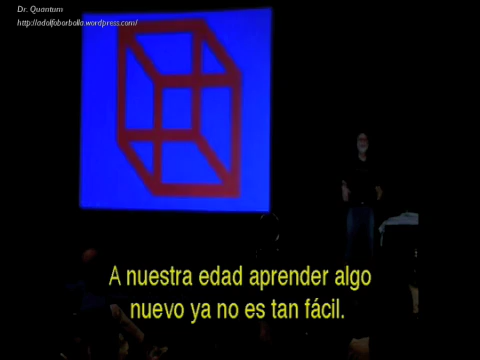 Dr. Quantum
http://adolfoborbolla.wordpress.com/
A nuestra edad aprender algo
nuevo ya no es tan fácil.